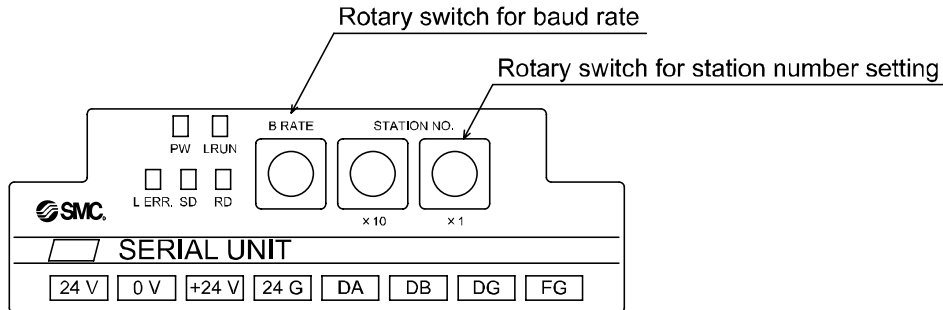 Rotary switch for baud rate
Rotary switch for station number setting
B RATE STATION NO.
PW LRUN
L ERR. SD RD
×10 ×1
SMC.
SERIAL UNIT
24 V 0 V +24 V 24 G DA DB DG FG